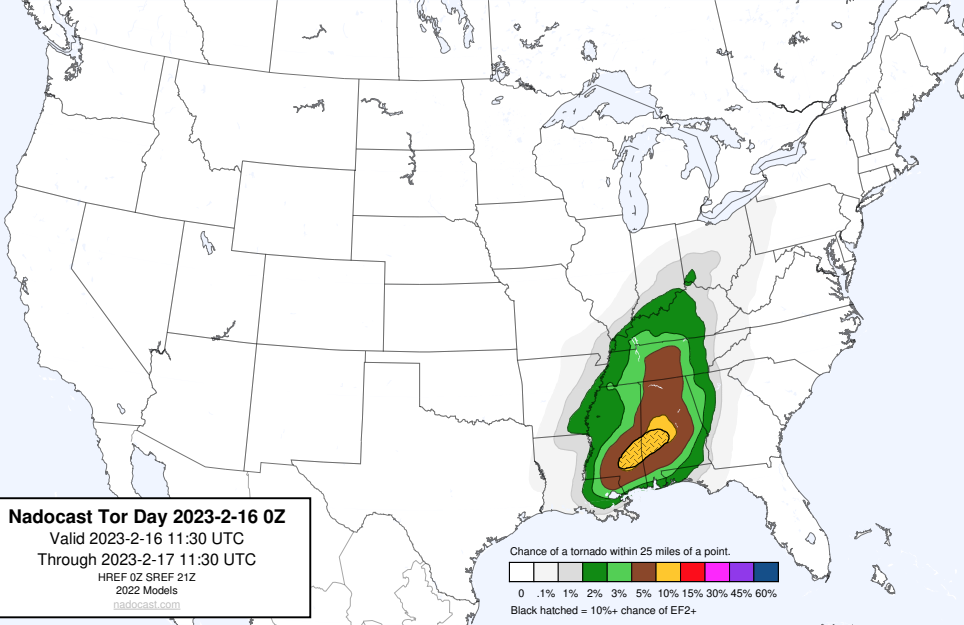 Nadocast Tor Day 2023-2-16 0Z
Valid 2023-2-16 11:30 UTC
Through 2023-2-17 11:30 UTC
HREF 0Z SREF 21Z
2022 Models
nadocast.com
Chance of a tornado within 25 miles of a point.
0 .1% 1% 2% 3% 5% 10% 15% 30% 45% 60%
Black hatched = 10%+ chance of EF2+